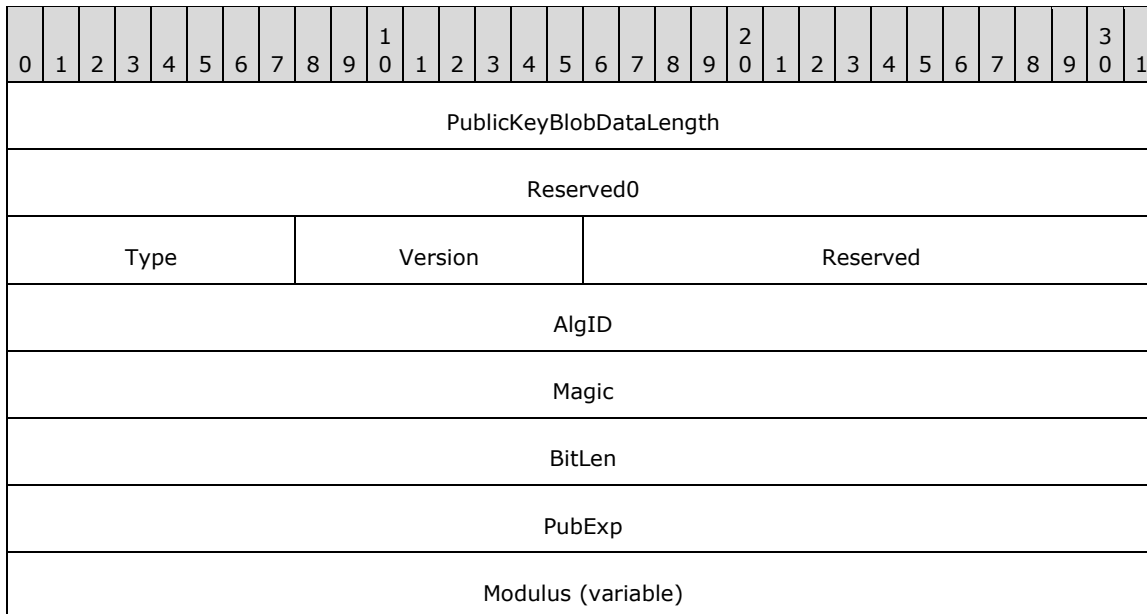 1 2 3
0 1 2 3 4 5 6 7 8 9 0 1 2 3 4 5 6 7 8 9 0 1 2 3 4 5 6 7 8 9 0 1
PublicKeyBlobDataLength
Reserved0
Type Version Reserved
AlgID
Magic
BitLen
PubExp
Modulus (variable)